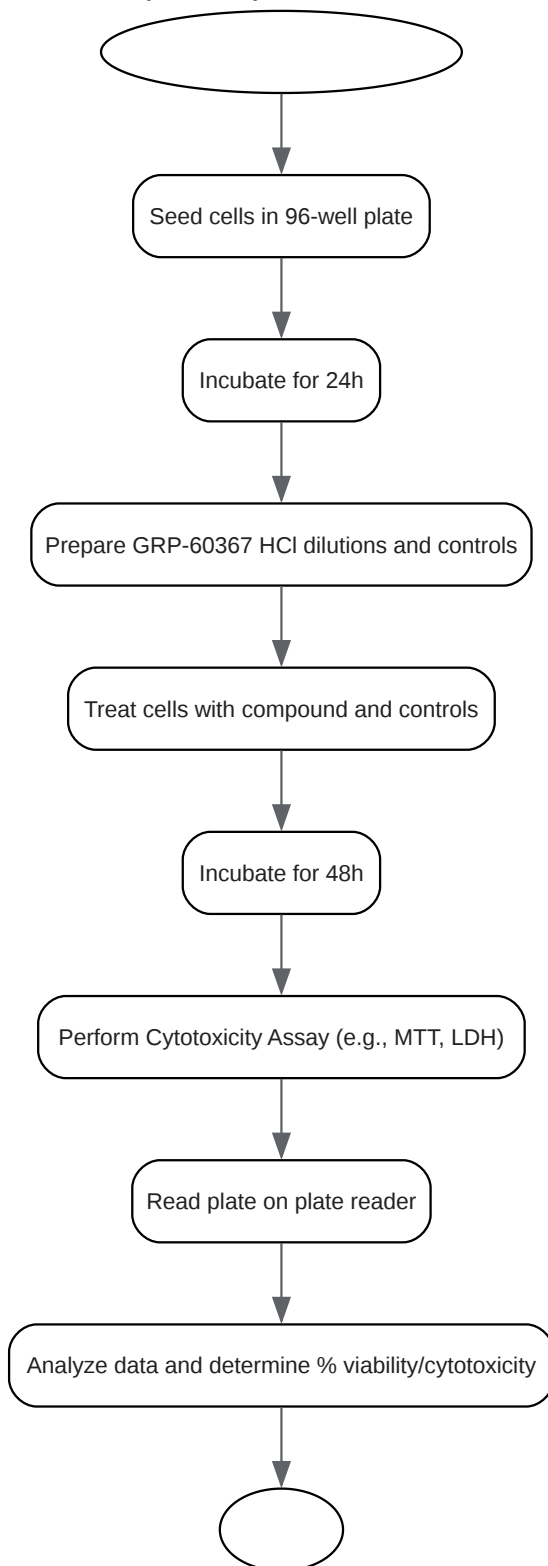 Seed cells in 96-well plate
Incubate for 24h
Prepare GRP-60367 HCl dilutions and controls
Treat cells with compound and controls
Incubate for 48h
Perform Cytotoxicity Assay (e.g., MTT, LDH)
Read plate on plate reader
Analyze data and determine % viability/cytotoxicity